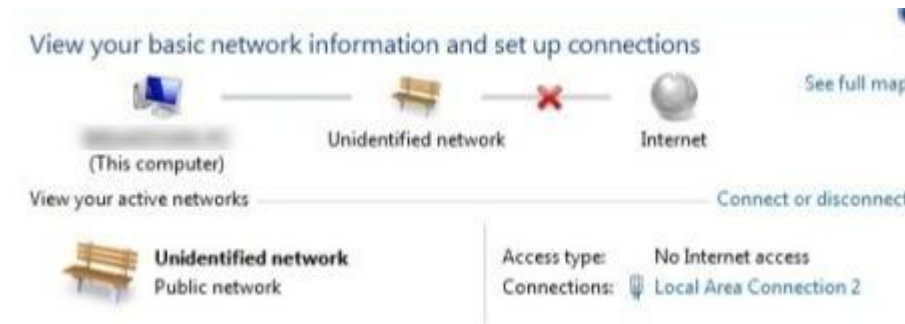 View your basic network information and set up connections
See full map
Unidentified network
Internet
(This computer)
View your active networks
Connect or disconnect
Unidentified network
Access type: No Internet access
Public network
Connections: Local Area Connection 2